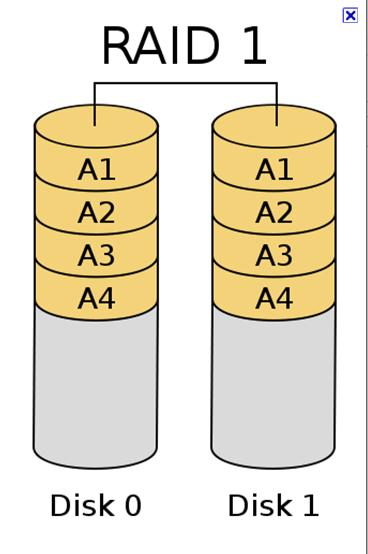 RAID 1
A1 A1
A2 A2
A3 A3
A4 A4
Disk 0 Disk 1